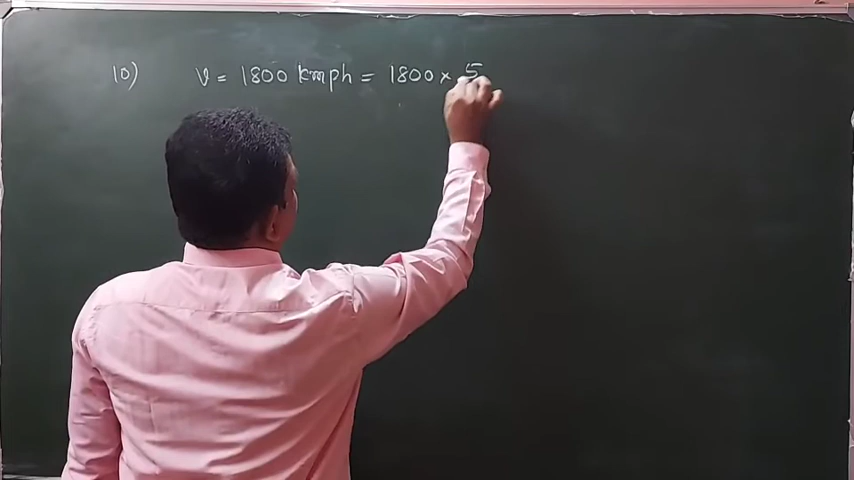 10) v = 1800 kmph = 1800 × 5